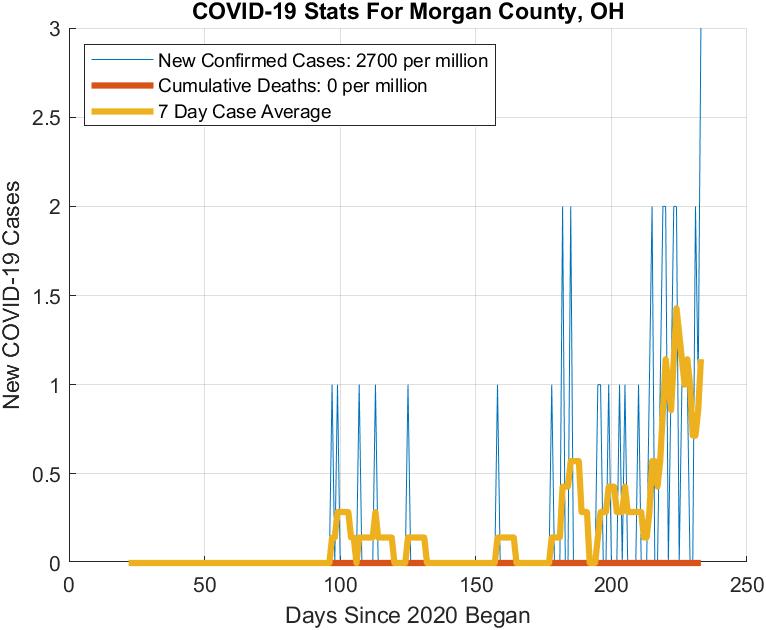 COVID-19 Stats For Morgan County, OH
New Confirmed Cases: 2700 per million
Cumulative Deaths: 0 per million
7 Day Case Average
New COVID-19 Cases
3
2.5
2
1.5
1
0.5
0
0 50 100 150 200 250
Days Since 2020 Began